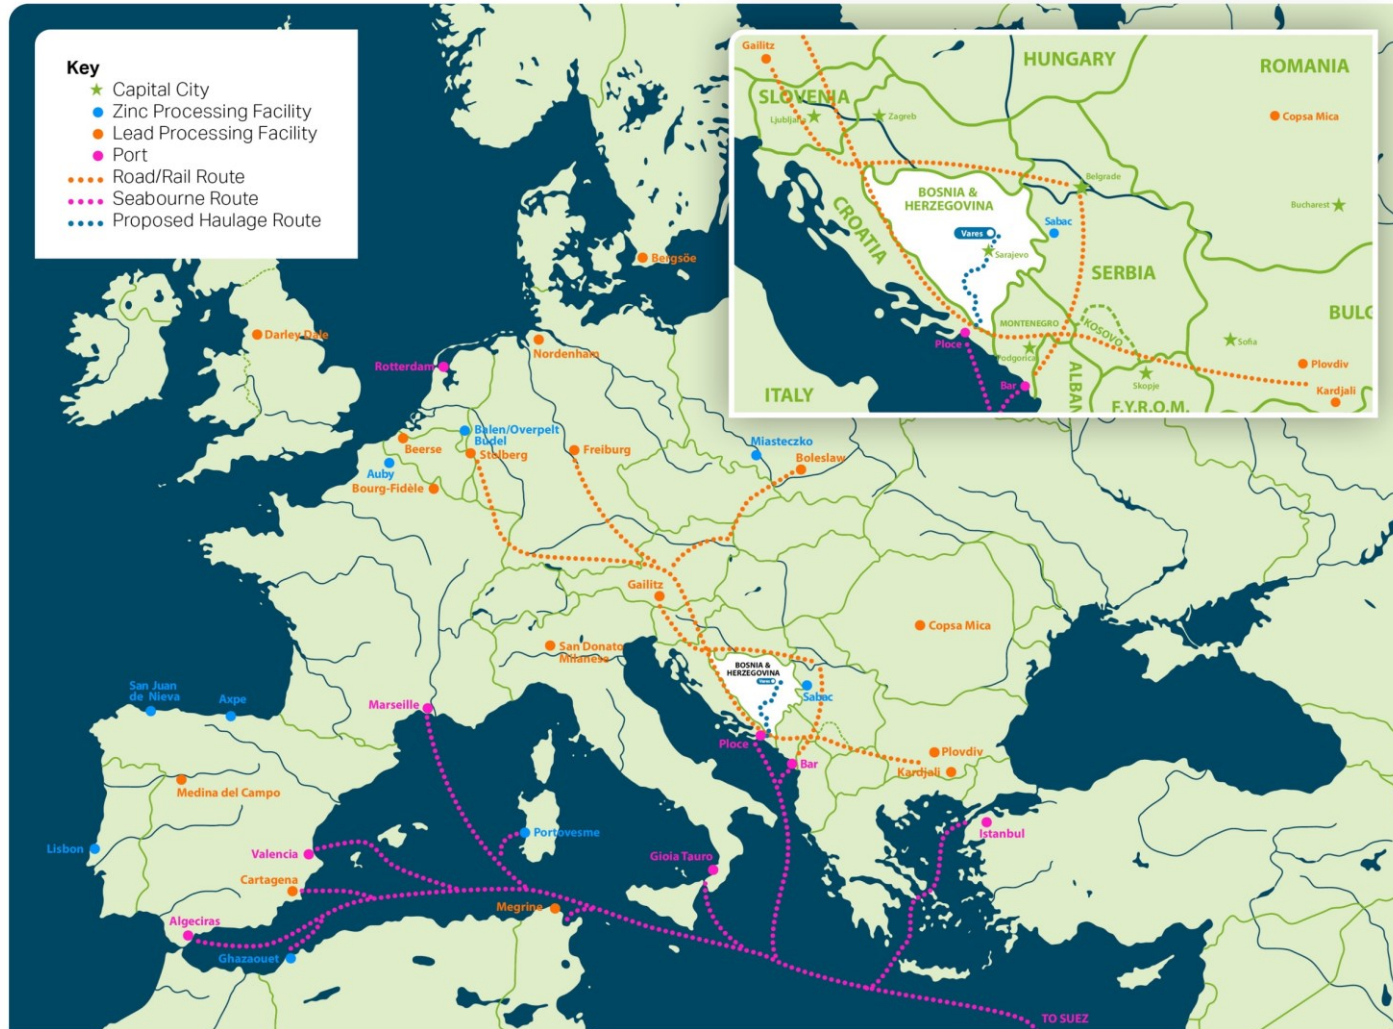 Key
Capital City
Zinc Processing Facility
Lead Processing Facility
Port
Road/Rail Route
Seabourne Route
Proposed Haulage Route
Gailitz
HUNGARY
ROMANIA
SLOVENIA
Ljubljana
Zagreb
Copsa Mica
Belgrade
BOSNIA &
HERZEGOVINA
Bucharest
CROATIA
Vares
Sabac
Sarajevo
SERBIA
MONTENEGRO
KOSOVO
BULG
Ploce
Podgorica
Sofia
Plovdiv
Skopje
Bar
ALBAN
Kardjali
ITALY
F.Y.R.O.M.
Bergsöe
Darley Dale
Nordenham
Rotterdam
Balen/Overpelt
Budel
Beerse
Stolberg
Freiburg
Miasteczko
Boleslaw
Auby
Bourg-Fidèle
Gailitz
Copsa Mica
San Donato
Milanese
BOSNIA &
HERZEGOVINA
Vares
Sabac
San Juan
de Nieva
Axpe
Marseille
Ploce
Plovdiv
Bar
Kardjali
Medina del Campo
Portovesme
Istanbul
Lisbon
Valencia
Gioia Tauro
Cartagena
Megrine
Algeciras
Ghazaouet
TO SUEZ